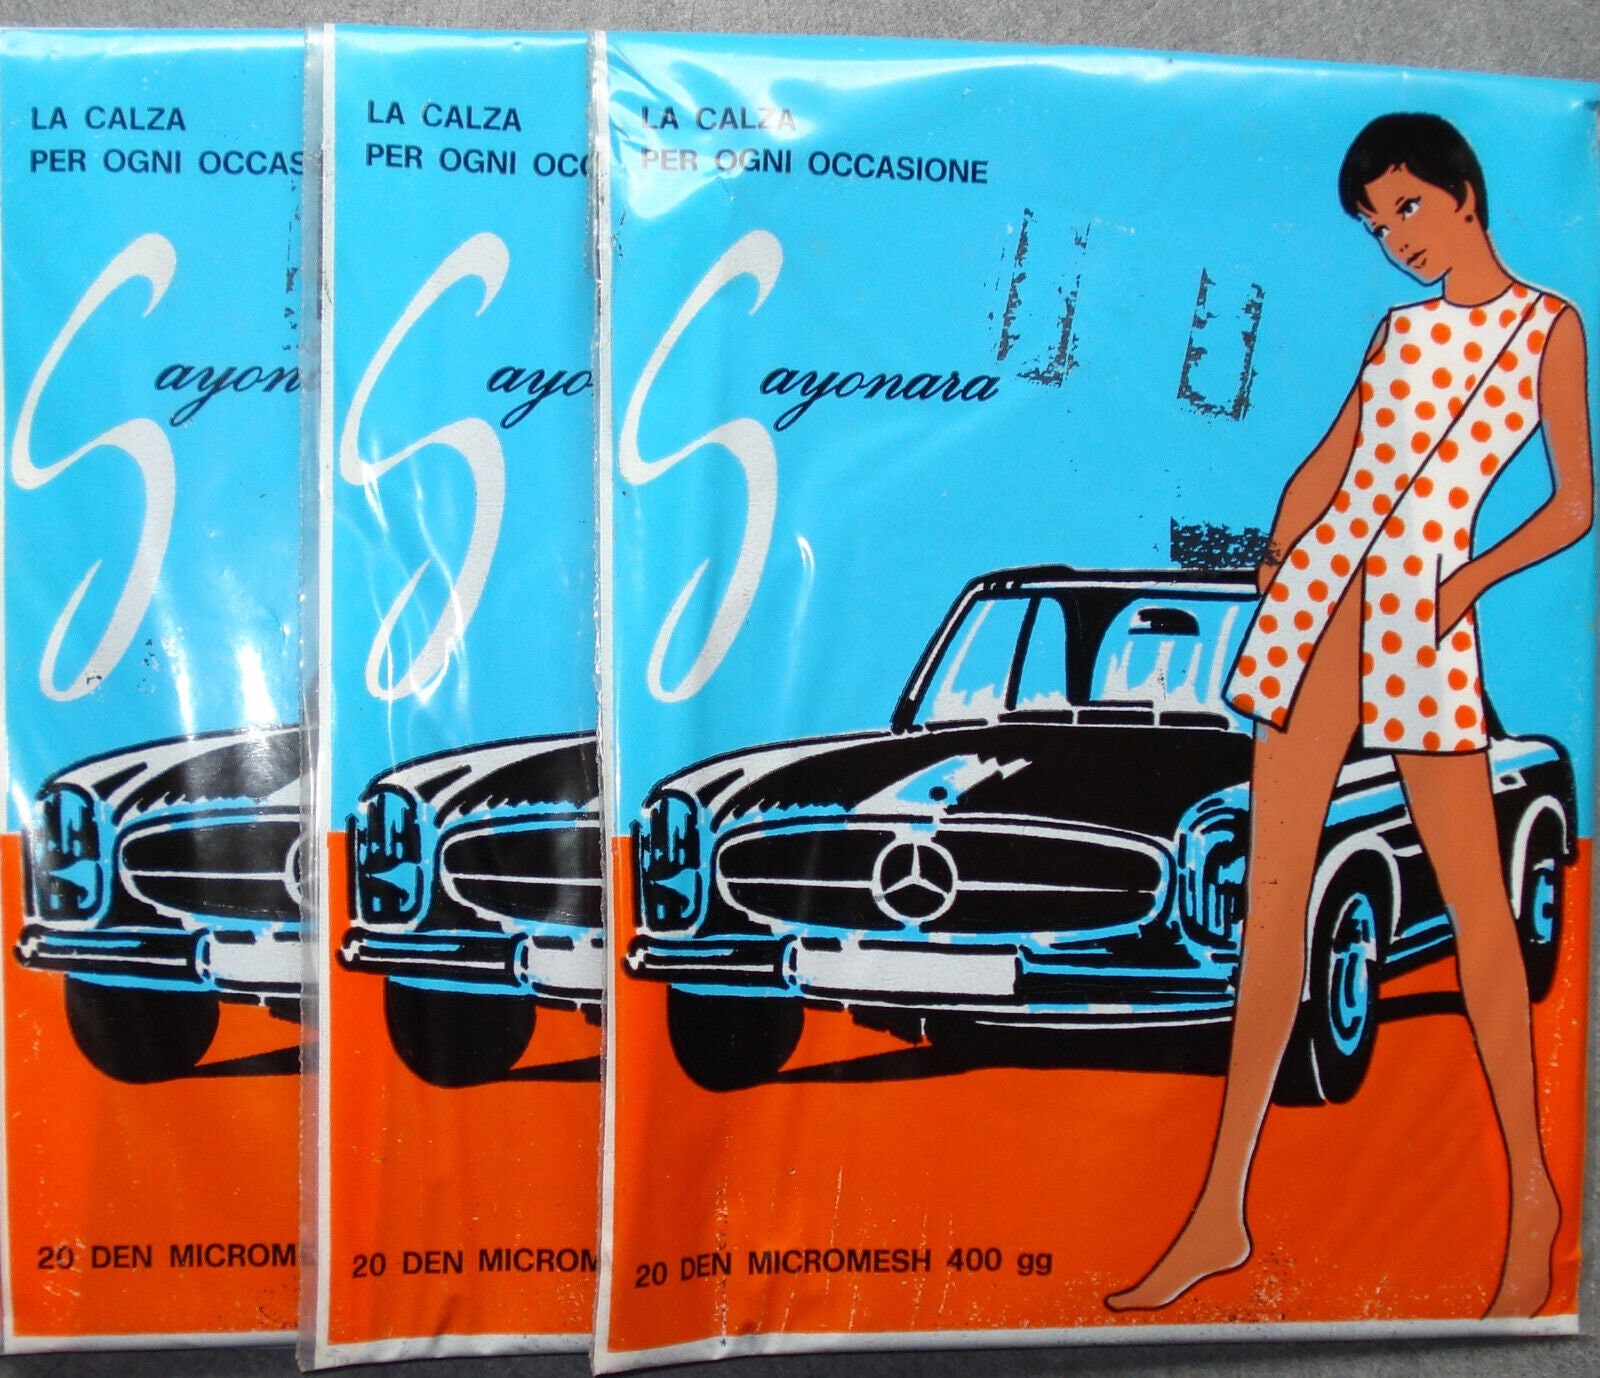 LA CALZA
PER OGNI OCCAS
Sayon
20 DEN MICROM
LA CALZA
PER OGNI OCC
Sayo
20 DEN MICROM
LA CALZA
PER OGNI OCCASIONE
Sayonara
20 DEN MICROMESH 400 gg